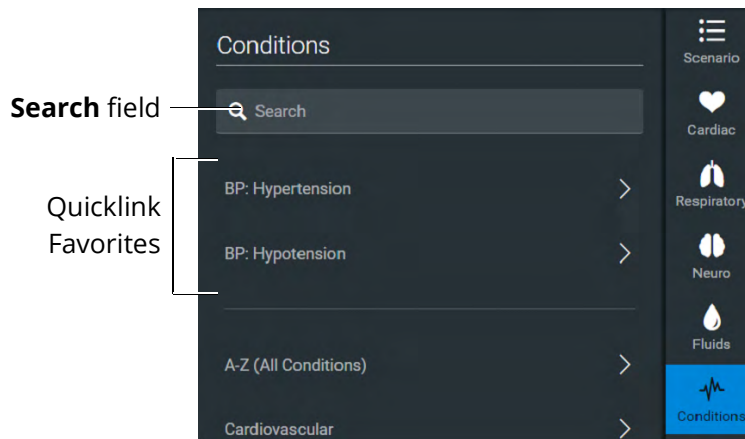 Conditions
Search field
Search
Quicklink
Favorites
BP: Hypertension
BP: Hypotension
A-Z (All Conditions)
Cardiovascular
Scenario
Cardiac
Respiratory
Neuro
Fluids
Conditions